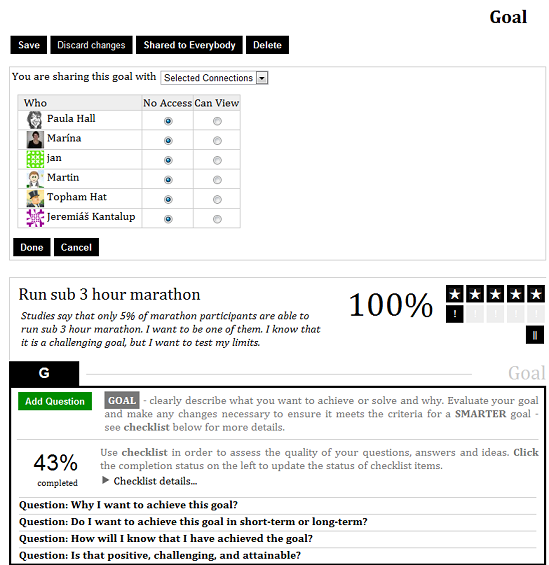 Goal
Save Discard changes Shared to Everybody Delete
You are sharing this goal with Selected Connections
Who No Access Can View
Paula Hall
Marína
jan
Martin
Topham Hat
Jeremiáš Kantalup
Done Cancel
Run sub 3 hour marathon 100%
Studies say that only 5% of marathon participants are able to
run sub 3 hour marathon. I want to be one of them. I know that
it is a challenging goal, but I want to test my limits.
!
||
G Goal
Add Question GOAL - clearly describe what you want to achieve or solve and why. Evaluate your goal
and make any changes necessary to ensure it meets the criteria for a SMARTER goal -
see checklist below for more details.
43% completed
Use checklist in order to assess the quality of your questions, answers and ideas. Click
the completion status on the left to update the status of checklist items.
Checklist details...
Question: Why I want to achieve this goal?
Question: Do I want to achieve this goal in short-term or long-term?
Question: How will I know that I have achieved the goal?
Question: Is that positive, challenging, and attainable?